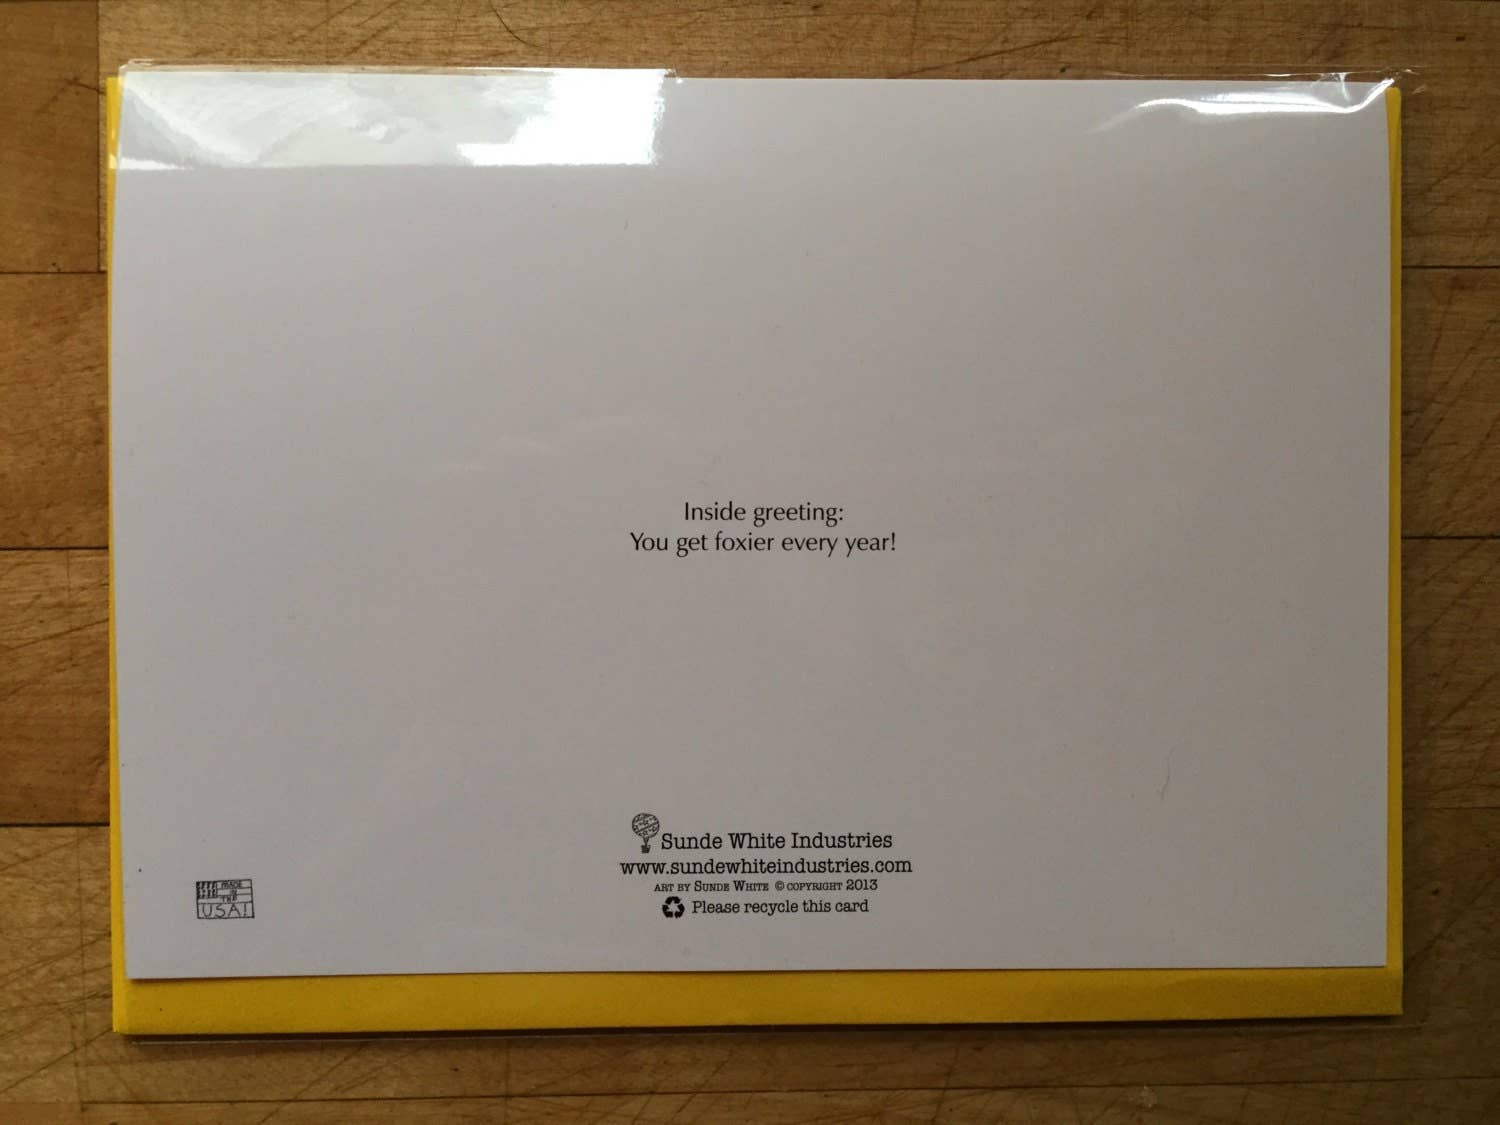 Inside greeting:
You get foxier every year!
Sunde White Industries
www.sundewhiteindustries.com
ART BY SUNDE WHITE © COPYRIGHT 2013
Please recycle this card
MADE
IN
THE
USA!